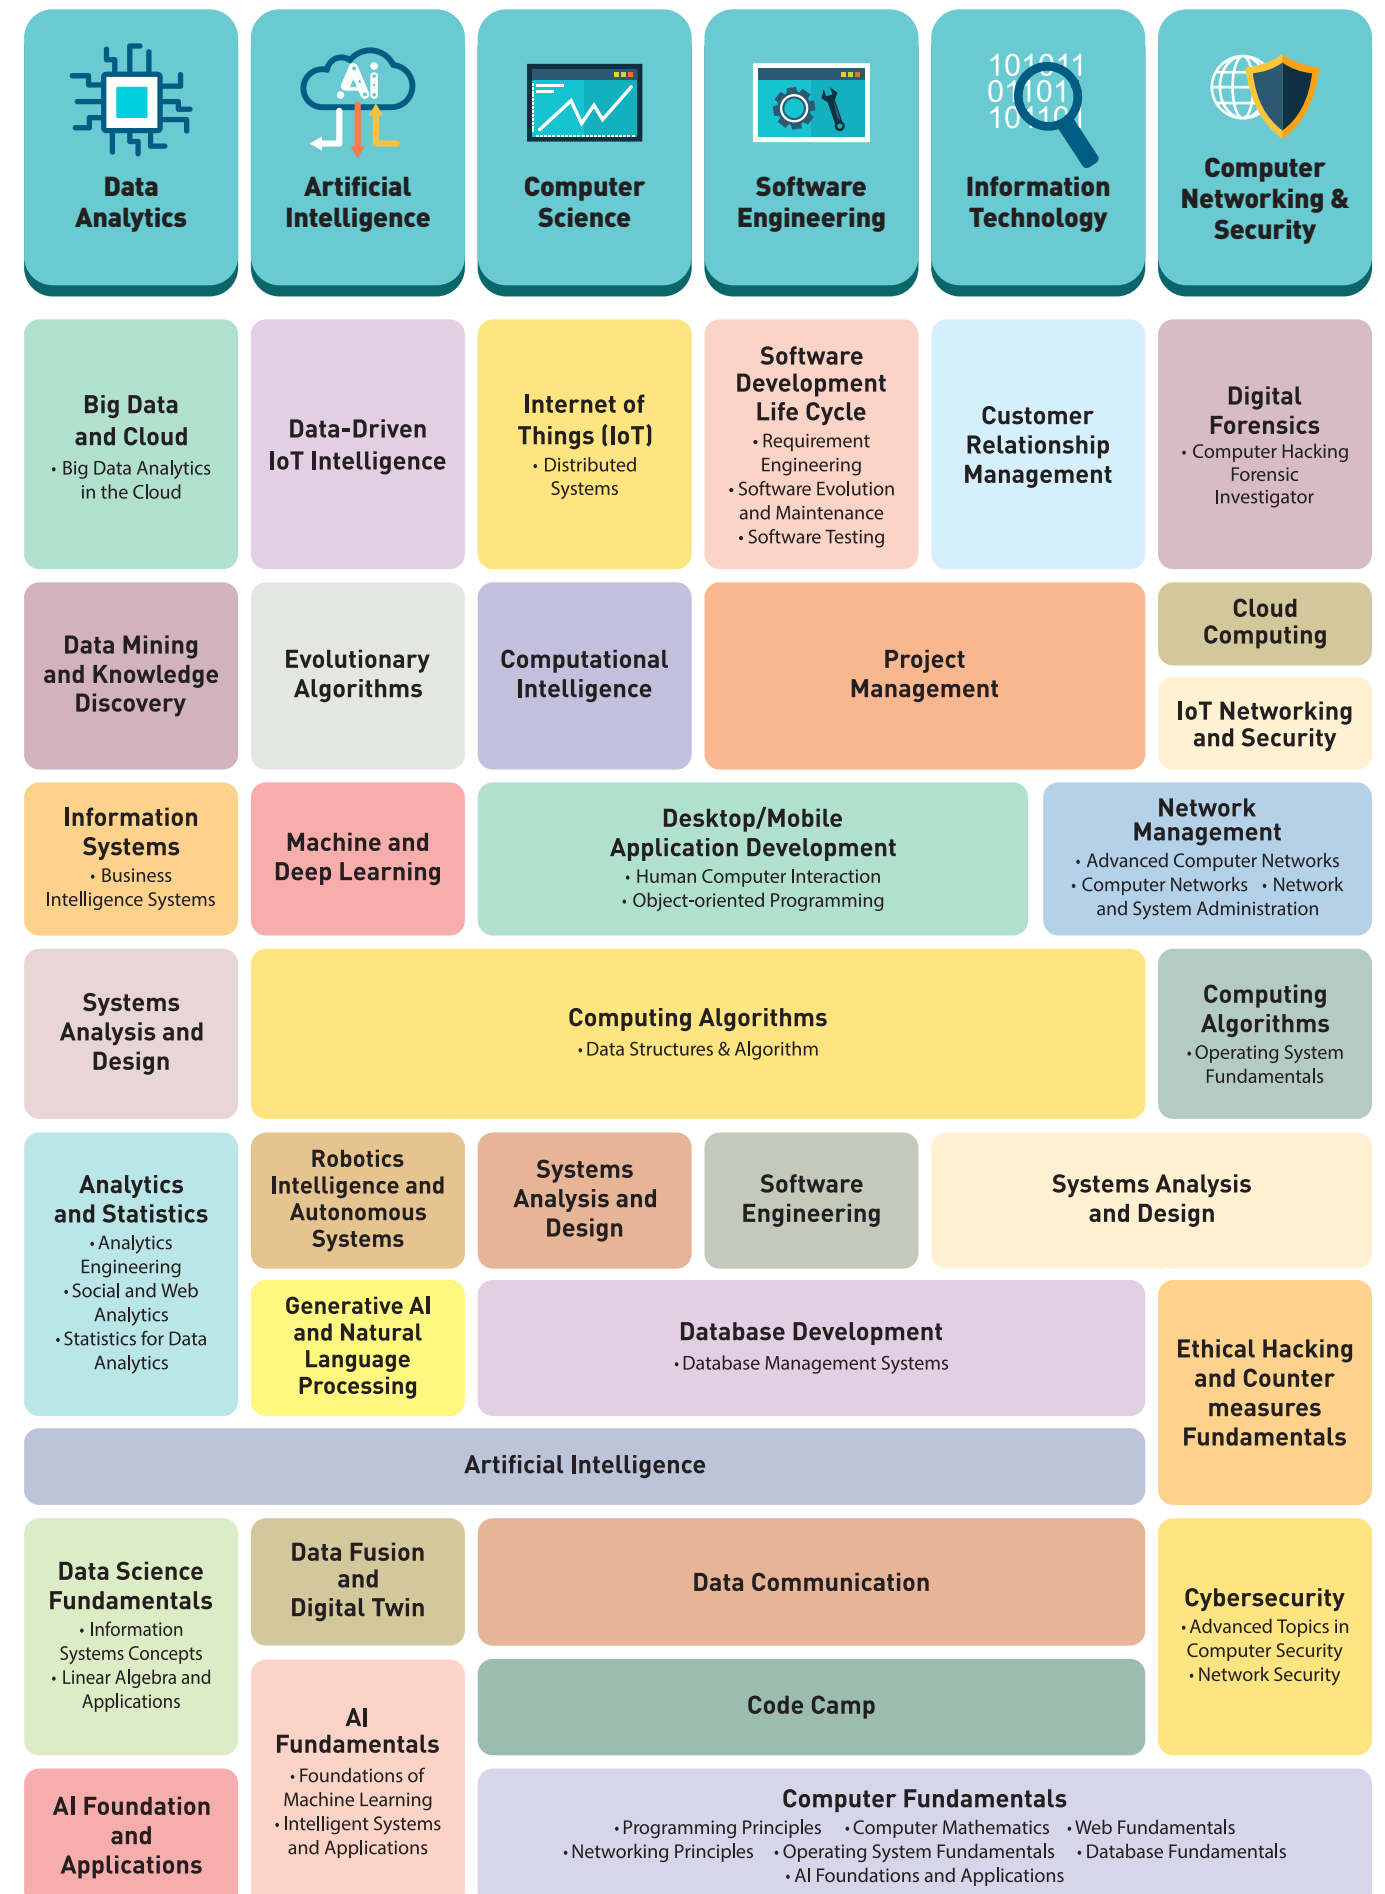 Data
Analytics
Ai
Artificial
Intelligence
Computer
Science
Software
Engineering
101011
01101
101101
Information
Technology
Computer
Networking &
Security
Big Data
and Cloud
• Big Data Analytics
in the Cloud
Data-Driven
IoT Intelligence
Internet of
Things (IoT)
• Distributed
Systems
Software
Development
Life Cycle
• Requirement
Engineering
• Software Evolution
and Maintenance
• Software Testing
Customer
Relationship
Management
Digital
Forensics
• Computer Hacking
Forensic
Investigator
Data Mining
and Knowledge
Discovery
Evolutionary
Algorithms
Computational
Intelligence
Project
Management
Cloud
Computing
IoT Networking
and Security
Information
Systems
• Business
Intelligence Systems
Machine and
Deep Learning
Desktop/Mobile
Application Development
• Human Computer Interaction
• Object-oriented Programming
Network
Management
• Advanced Computer Networks
• Computer Networks • Network
and System Administration
Systems
Analysis and
Design
Computing Algorithms
• Data Structures & Algorithm
Computing
Algorithms
• Operating System
Fundamentals
Analytics
and Statistics
• Analytics
Engineering
• Social and Web
Analytics
• Statistics for Data
Analytics
Robotics
Intelligence and
Autonomous
Systems
Systems
Analysis and
Design
Software
Engineering
Systems Analysis
and Design
Generative AI
and Natural
Language
Processing
Database Development
• Database Management Systems
Ethical Hacking
and Counter
measures
Fundamentals
Artificial Intelligence
Data Science
Fundamentals
• Information
Systems Concepts
• Linear Algebra and
Applications
Data Fusion
and
Digital Twin
Data Communication
Cybersecurity
• Advanced Topics in
Computer Security
• Network Security
AI
Fundamentals
• Foundations of
Machine Learning
• Intelligent Systems
and Applications
Code Camp
AI Foundation
and
Applications
Computer Fundamentals
• Programming Principles • Computer Mathematics • Web Fundamentals
• Networking Principles • Operating System Fundamentals • Database Fundamentals
• AI Foundations and Applications